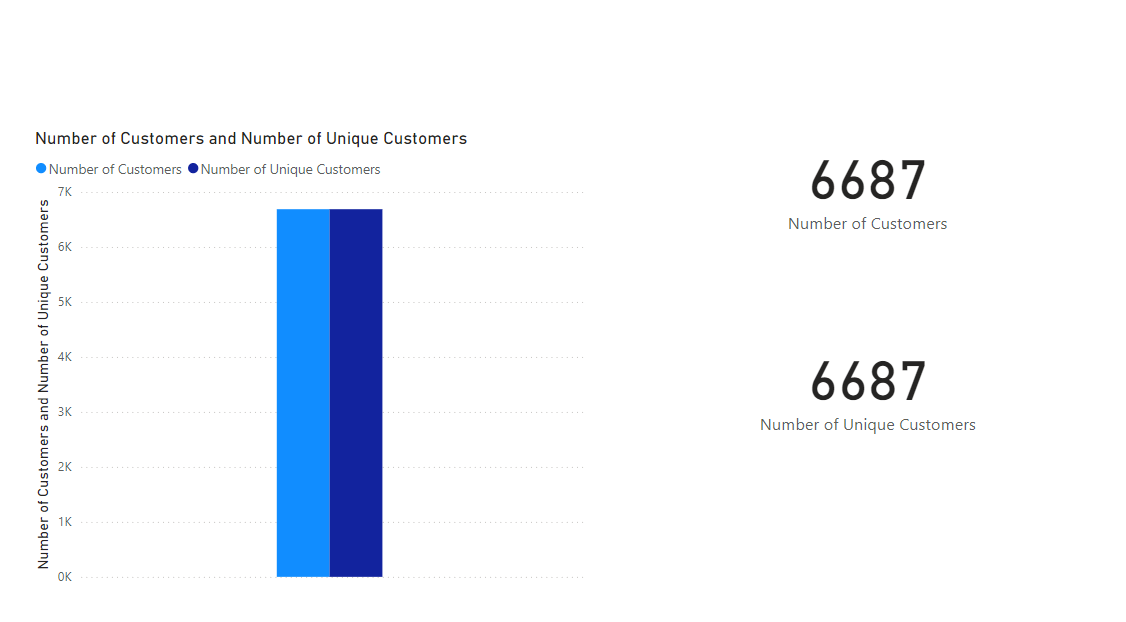 Number of Customers and Number of Unique Customers
Number of Customers Number of Unique Customers
Number of Customers and Number of Unique Customers
7K
6K
5K
4K
3K
2K
1K
0K
6687
Number of Customers
6687
Number of Unique Customers